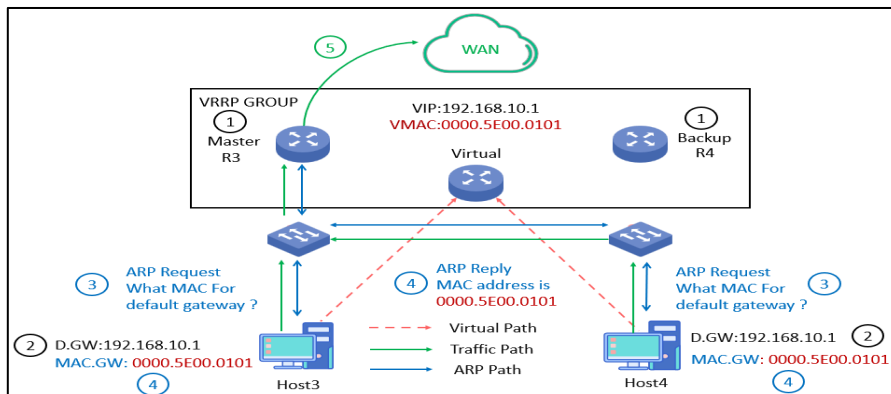 5
WAN
VRRP GROUP
1
Master
R3
VIP:192.168.10.1
VMAC:0000.5E00.0101
Virtual
1
Backup
R4
3
ARP Request
What MAC For
default gateway ?
4
ARP Reply
MAC address is
0000.5E00.0101
ARP Request
What MAC For
default gateway ?
3
2
D.GW:192.168.10.1
MAC.GW: 0000.5E00.0101
4
Host3
Virtual Path
Traffic Path
ARP Path
Host4
D.GW:192.168.10.1
2
MAC.GW: 0000.5E00.0101
4